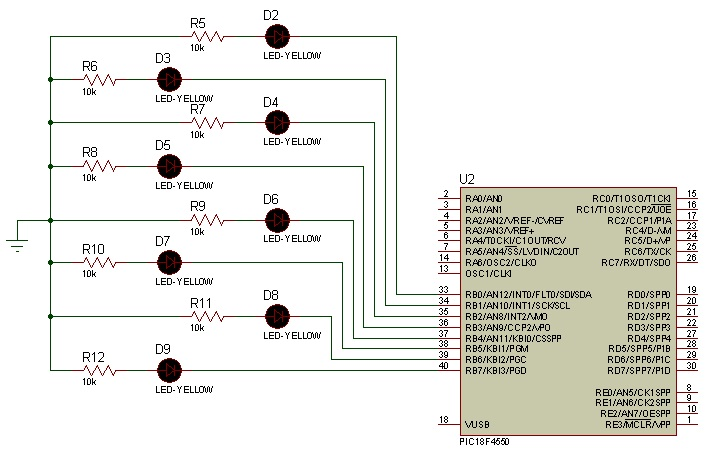 R5
10k
D2
LED-YELLOW
R6
10k
D3
LED-YELLOW
R7
10k
D4
LED-YELLOW
R8
10k
D5
LED-YELLOW
R9
10k
D6
LED-YELLOW
R10
10k
D7
LED-YELLOW
R11
10k
D8
LED-YELLOW
R12
10k
D9
LED-YELLOW
U2
2 RA0/AN0 RC0/T1OSO/T1CKI 15
3 RA1/AN1 RC1/T1OSI/CCP2/UOE 16
4 RA2/AN2/VREF-/CVREF RC2/CCP1/P1A 17
5 RA3/AN3/VREF+ RC4/D-/VM 23
6 RA4/T0CKI/C1OUT/RCV RC5/D+/VP 24
7 RA5/AN4/SS/LVDIN/C2OUT RC6/TX/CK 25
14 RA6/OSC2/CLKO RC7/RX/DT/SDO 26
13 OSC1/CLKI
33 RB0/AN12/INT0/FLT0/SDI/SDA RD0/SPP0 19
34 RB1/AN10/INT1/SCK/SCL RD1/SPP1 20
35 RB2/AN8/INT2/VMO RD2/SPP2 21
36 RB3/AN9/CCP2/VPO RD3/SPP3 22
37 RB4/AN11/KBI0/CSSPP RD4/SPP4 27
38 RB5/KBI1/PGM RD5/SPP5/P1B 28
39 RB6/KBI2/PGC RD6/SPP6/P1C 29
40 RB7/KBI3/PGD RD7/SPP7/P1D 30
RE0/AN5/CK1SPP 8
RE1/AN6/CK2SPP 9
RE2/AN7/OESPP 10
18 VUSB RE3/MCLR/VPP 1
PIC18F4550